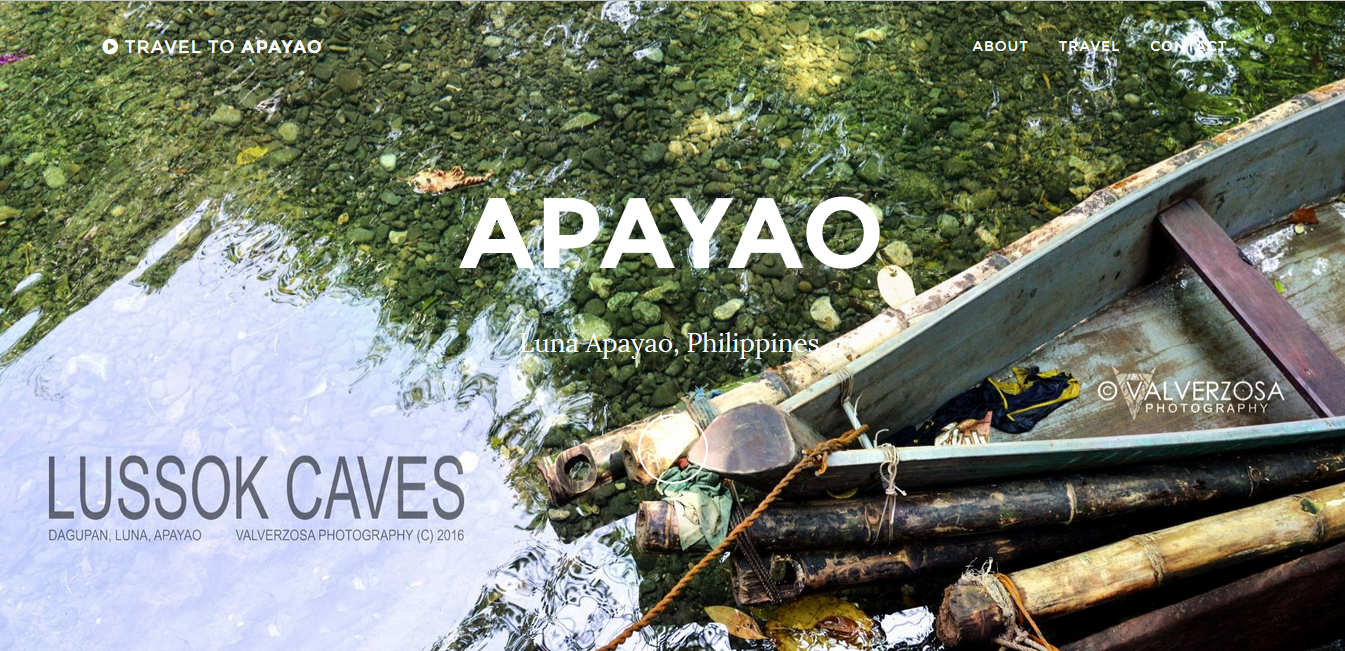 TRAVEL TO APAYAO
ABOUT TRAVEL CONTACT
APAYAO
Luna Apayao, Philippines
© VALVERZOSA
PHOTOGRAPHY
LUSSOK CAVES
DAGUPAN, LUNA, APAYAO VALVERZOSA PHOTOGRAPHY (C) 2016